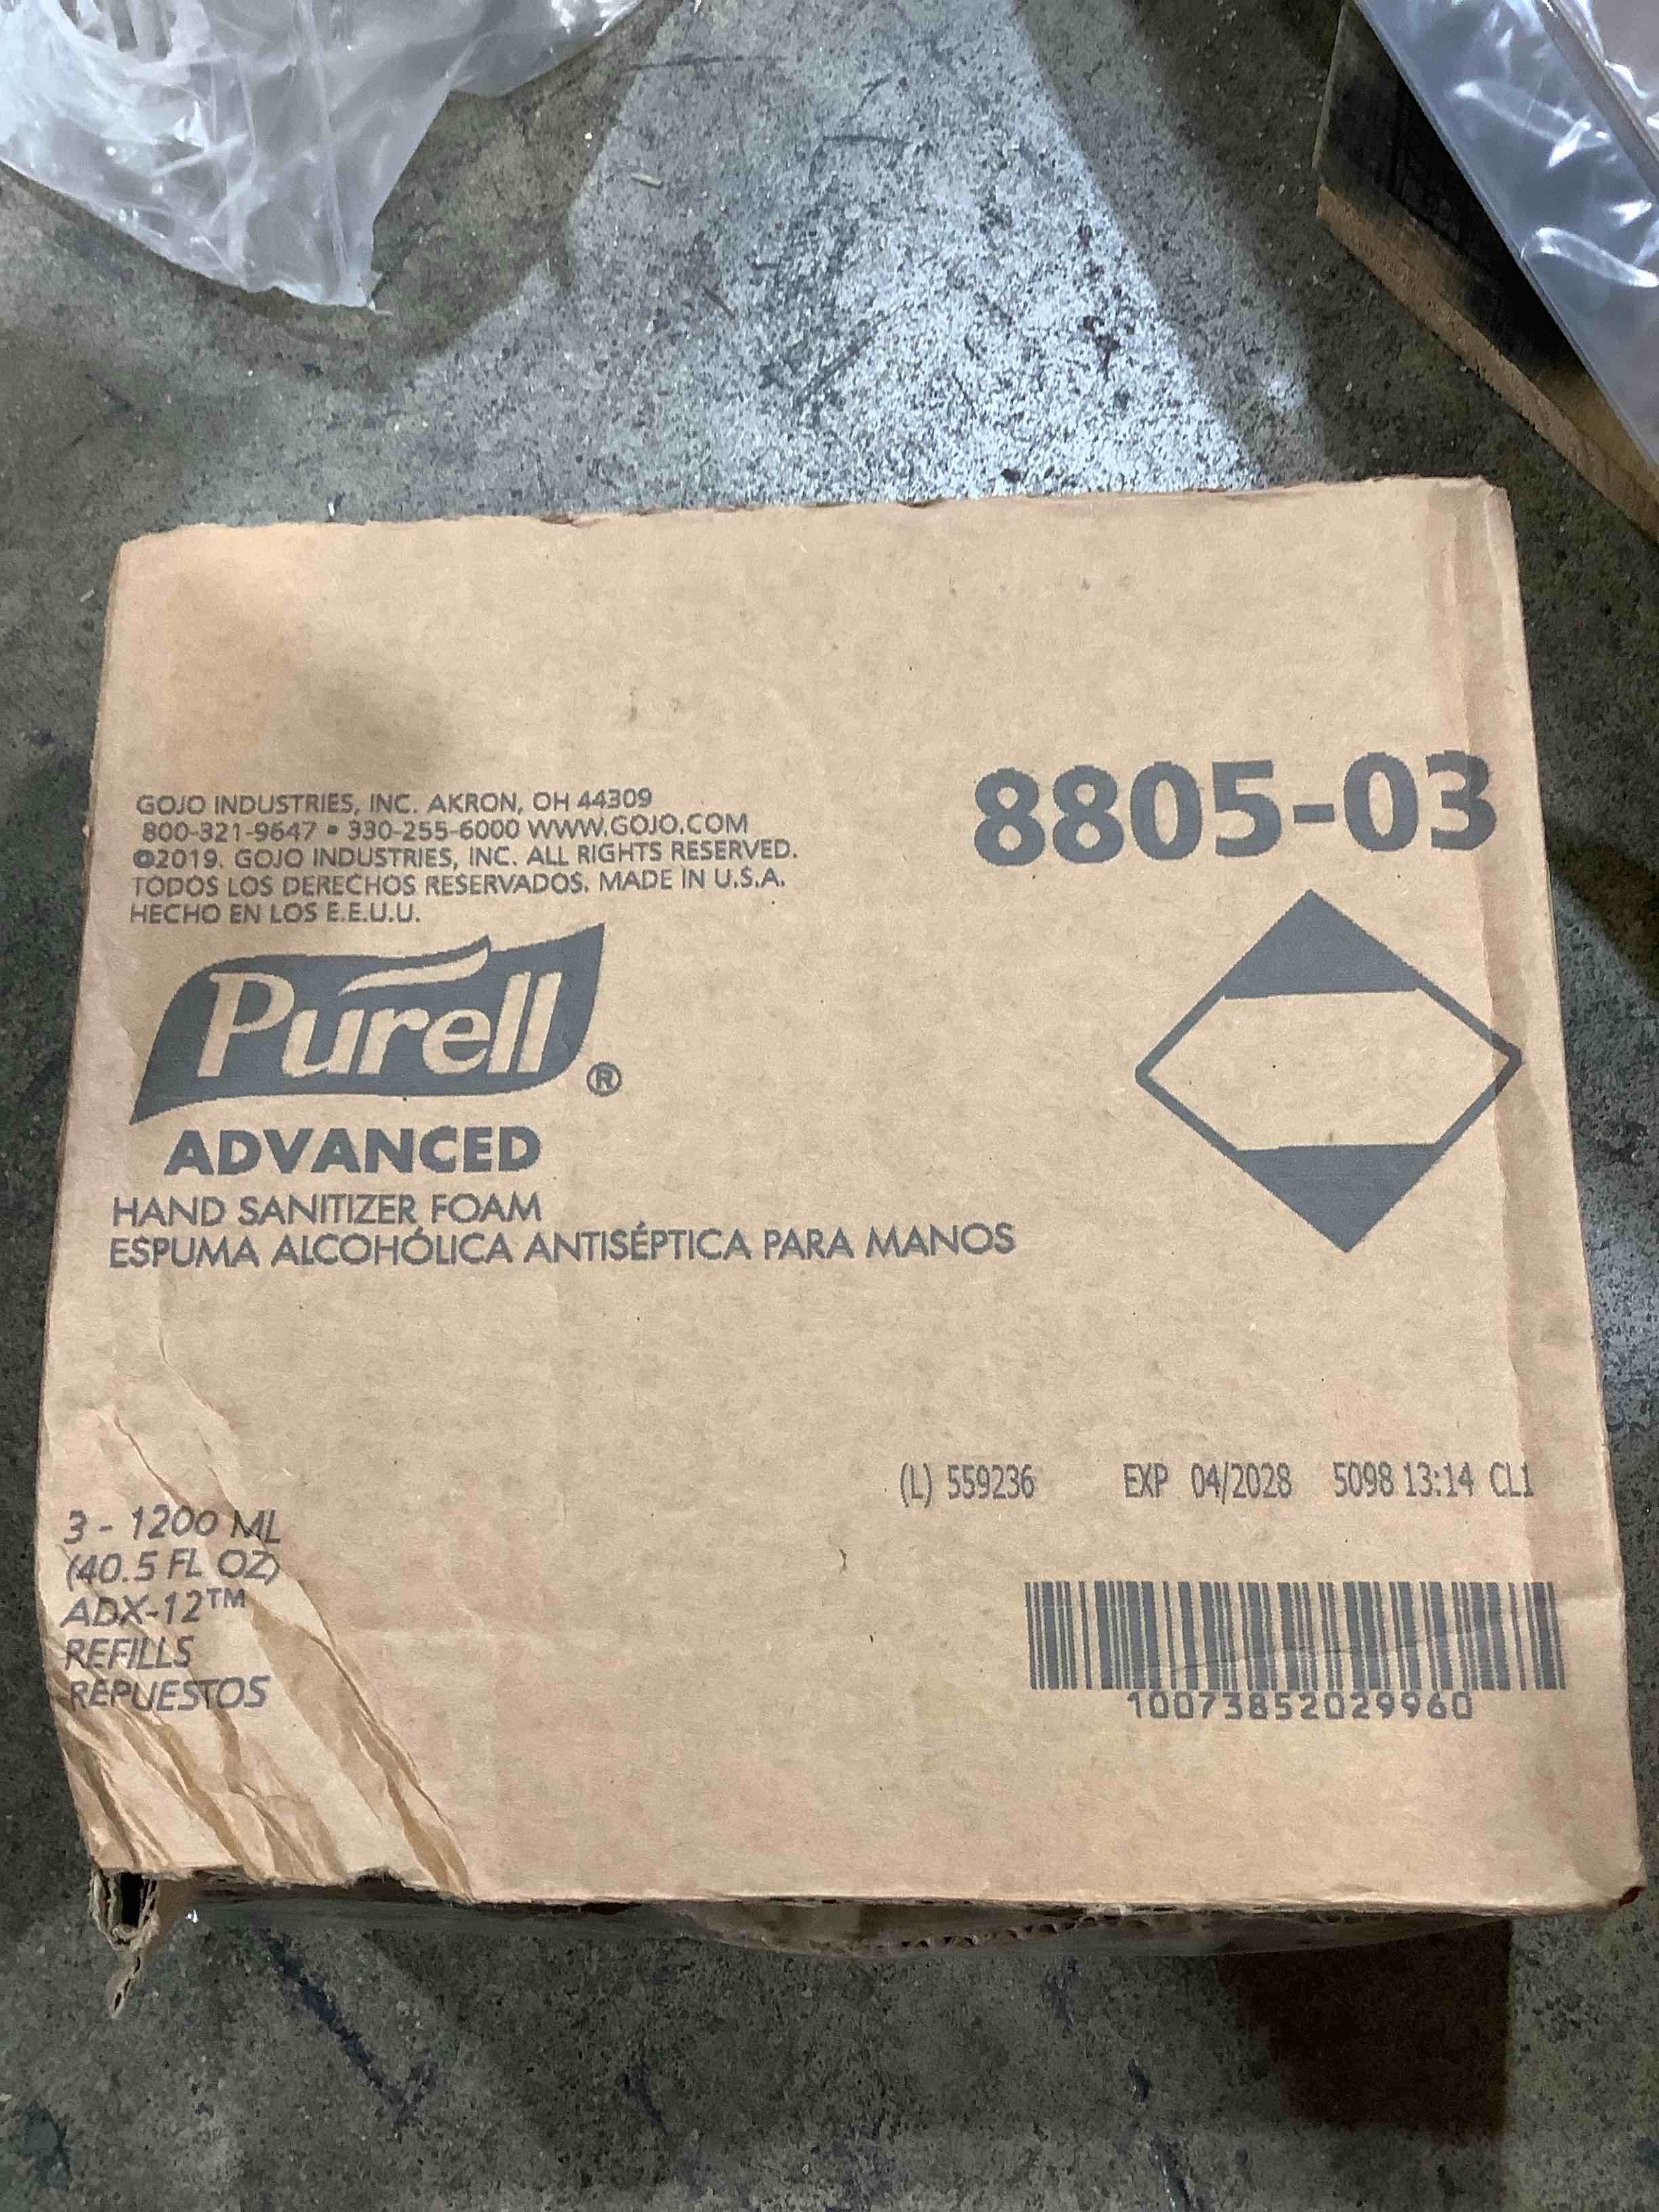 GOJO INDUSTRIES, INC. AKRON, OH 44309
800-321-9647 • 330-255-6000 WWW.GOJO.COM
©2019. GOJO INDUSTRIES, INC. ALL RIGHTS RESERVED.
TODOS LOS DERECHOS RESERVADOS. MADE IN U.S.A.
HECHO EN LOS E.E.U.U.
8805-03
Purell®
ADVANCED
HAND SANITIZER FOAM
ESPUMA ALCOHÓLICA ANTISÉPTICA PARA MANOS
(L) 559236 EXP 04/2028 5098 13:14 CL1
3 - 1200 ML
(40.5 FL OZ)
ADX-12™
REFILLS
REPUESTOS
10073852029960